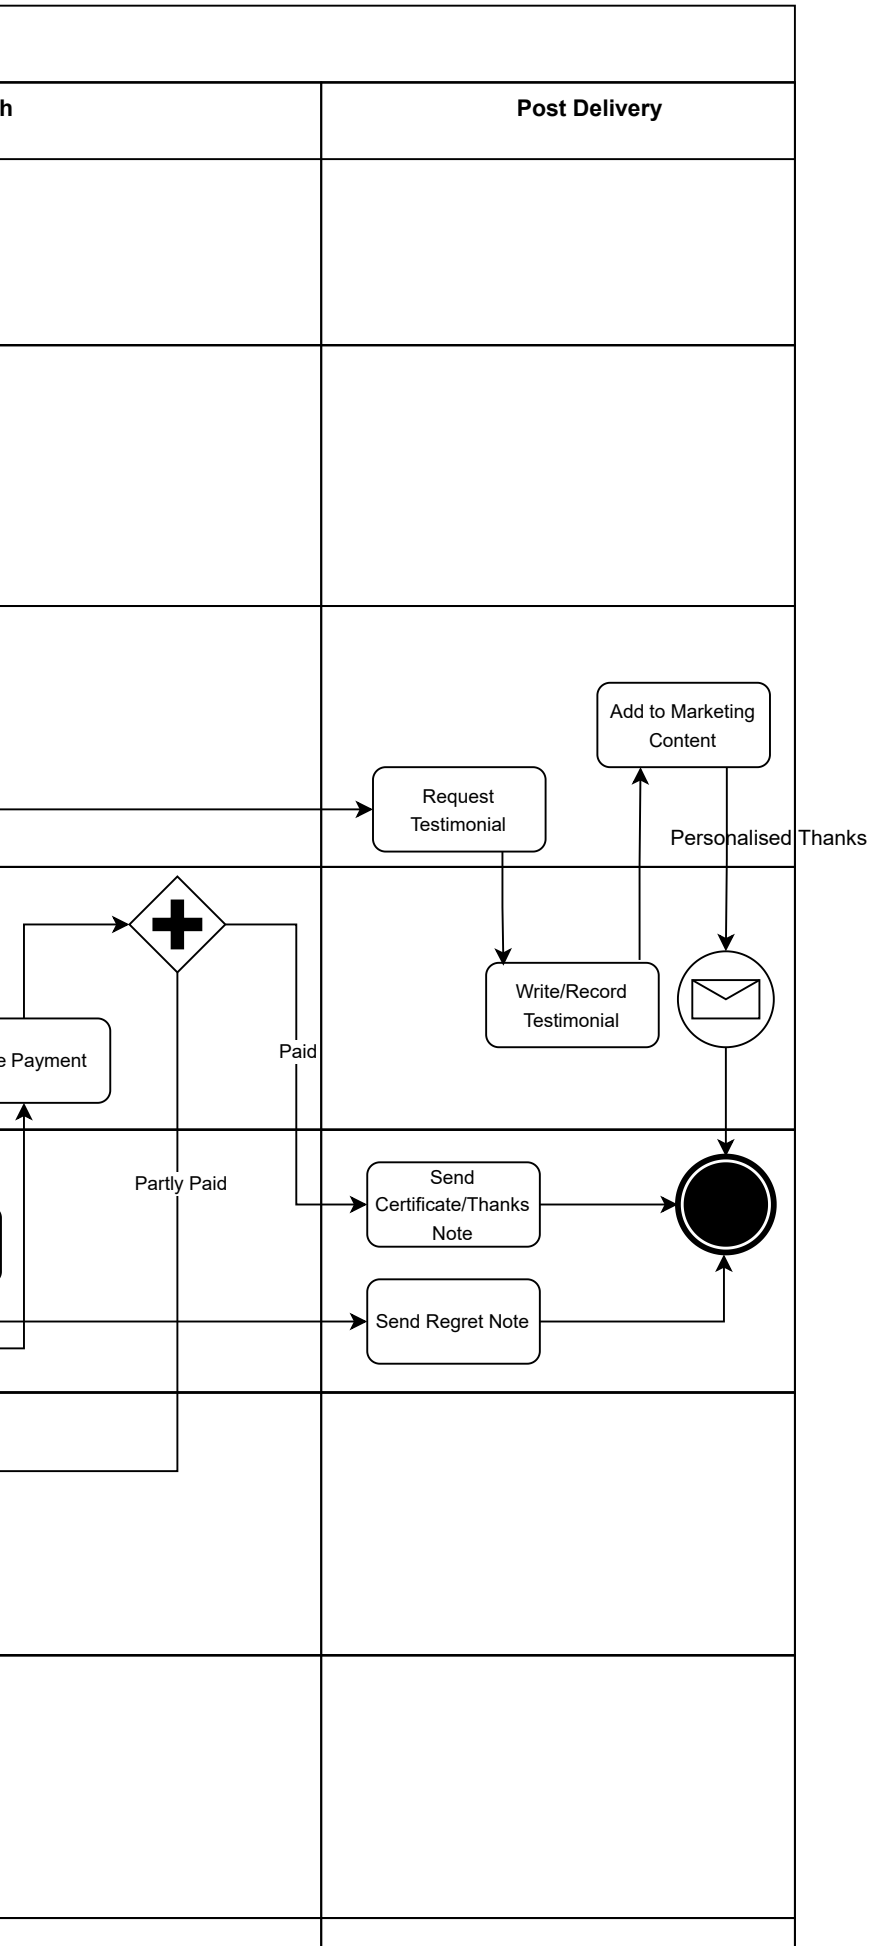 h
Post Delivery
Add to Marketing
Content
Request
Testimonial
Personalised Thanks
Write/Record
Testimonial
e Payment
Paid
Partly Paid
Send
Certificate/Thanks
Note
Send Regret Note